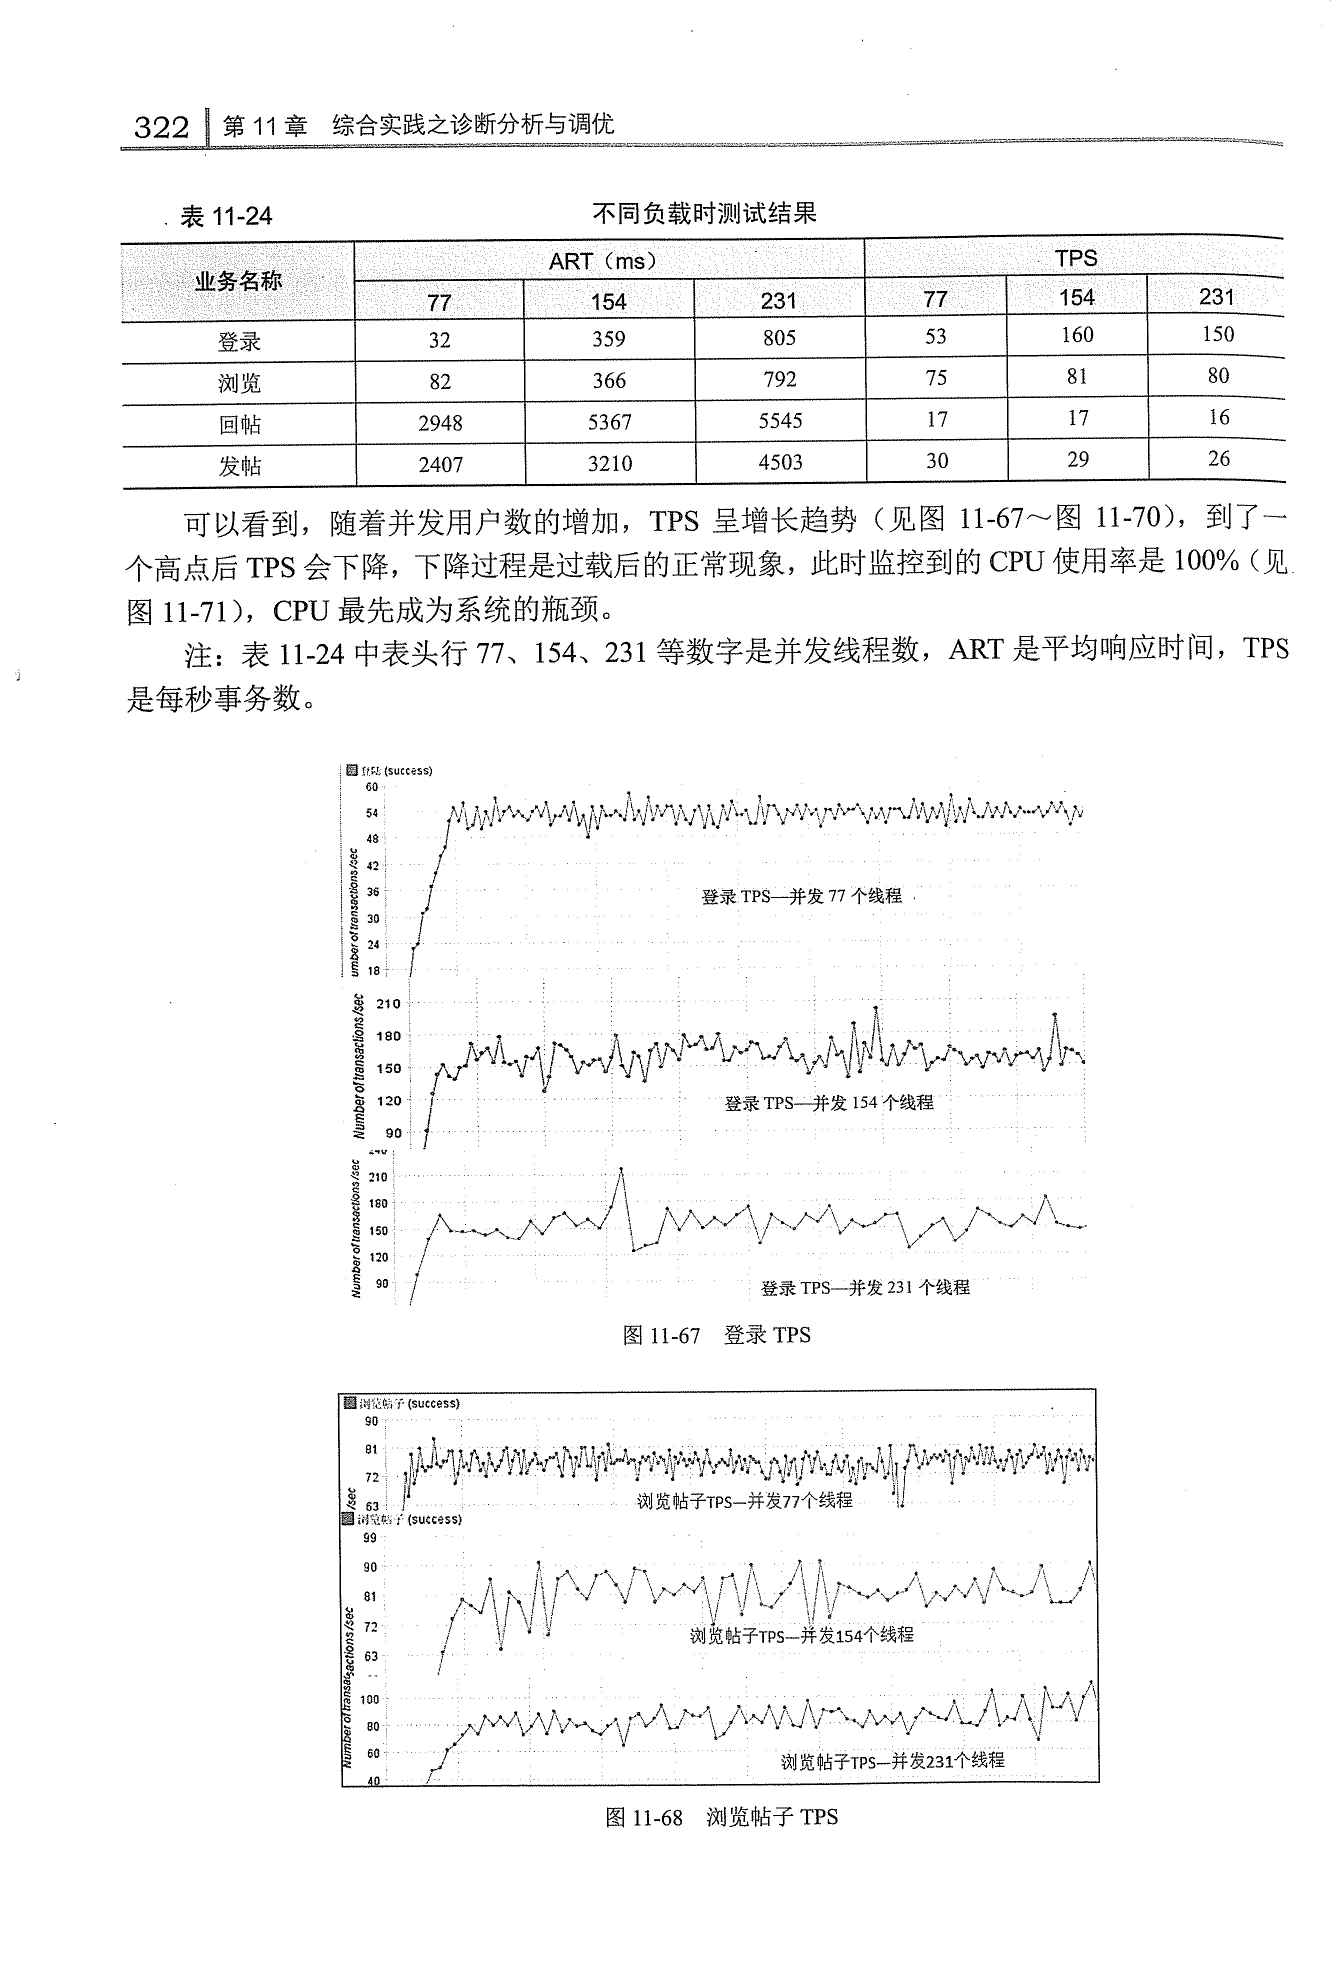 322 第11章 综合实践之诊断分析与调优
表 11-24 不同负载时测试结果
业务名称 ART（ms） TPS
77 154 231 77 154 231
登录 32 359 805 53 160 150
浏览 82 366 792 75 81 80
回帖 2948 5367 5545 17 17 16
发帖 2407 3210 4503 30 29 26
可以看到，随着并发用户数的增加，TPS 呈增长趋势（见图 11-67～图 11-70），到了一
个高点后 TPS 会下降，下降过程是过载后的正常现象，此时监控到的 CPU 使用率是 100%（见
图 11-71），CPU 最先成为系统的瓶颈。
注：表 11-24 中表头行 77、154、231 等数字是并发线程数，ART 是平均响应时间，TPS
是每秒事务数。
(success)
60
54
48
42
36
30
24
18
umber of transactions /sec
登录 TPS—并发 77 个线程
210
180
150
120
90
Number of transactions /sec
登录 TPS—并发 154 个线程
210
180
150
120
90
Number of transactions /sec
登录 TPS—并发 231 个线程
图 11-67 登录 TPS
浏览帖子 (success)
90
81
72
63
/sec
浏览帖子TPS—并发77个线程
浏览帖子 (success)
99
90
81
72
63
浏览帖子TPS—并发154个线程
100
80
60
40
Number of transactions /sec
浏览帖子TPS—并发231个线程
图 11-68 浏览帖子 TPS